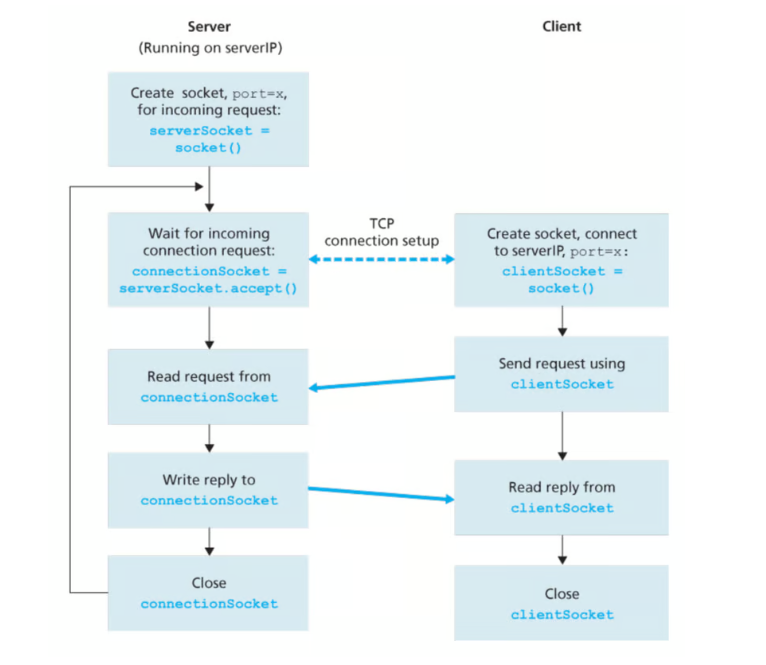 Server
(Running on serverIP)
Client
Create socket, port=x,
for incoming request:
serverSocket =
socket()
Wait for incoming
connection request:
connectionSocket =
serverSocket.accept()
TCP
connection setup
Create socket, connect
to serverIP, port=x:
clientSocket =
socket()
Read request from
connectionSocket
Send request using
clientSocket
Write reply to
connectionSocket
Read reply from
clientSocket
Close
connectionSocket
Close
clientSocket